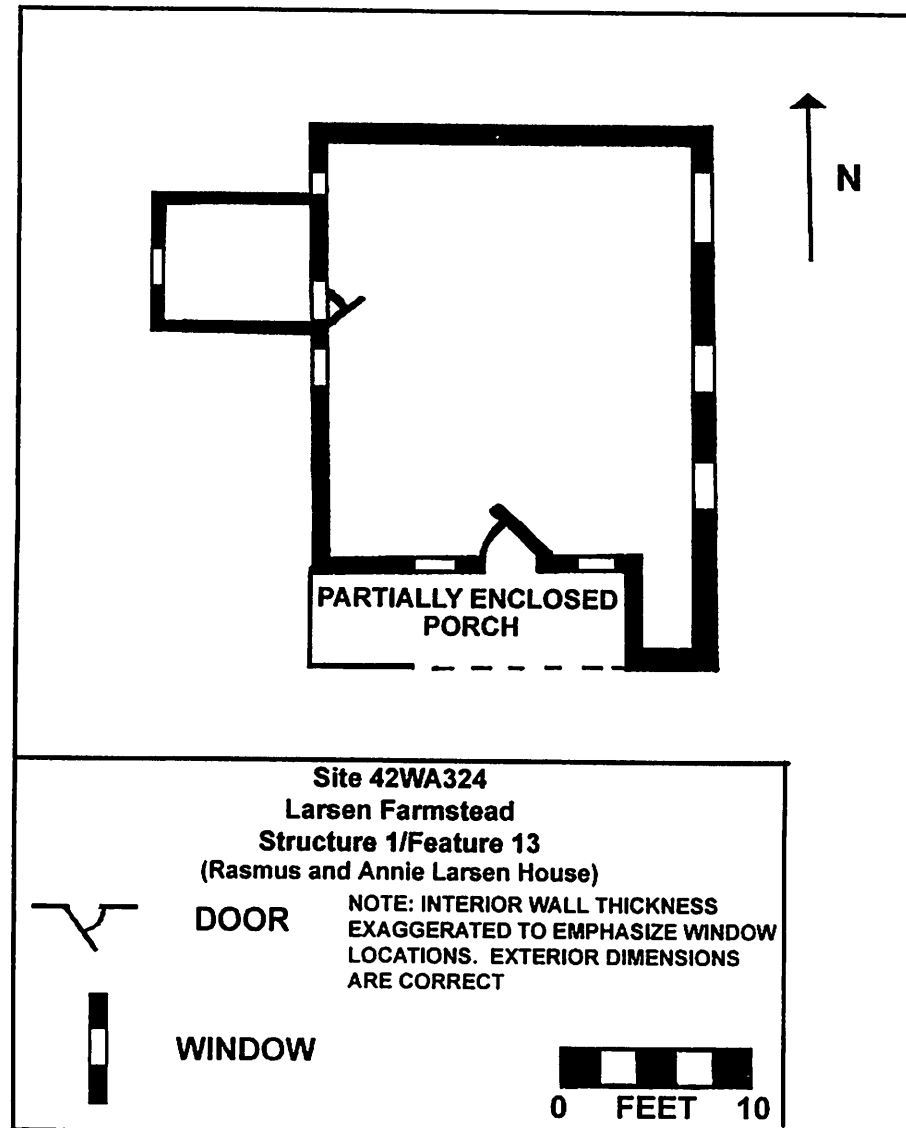 N
PARTIALLY ENCLOSED
PORCH
Site 42WA324
Larsen Farmstead
Structure 1/Feature 13
(Rasmus and Annie Larsen House)
DOOR
NOTE: INTERIOR WALL THICKNESS
EXAGGERATED TO EMPHASIZE WINDOW
LOCATIONS. EXTERIOR DIMENSIONS
ARE CORRECT
WINDOW
0 FEET 10